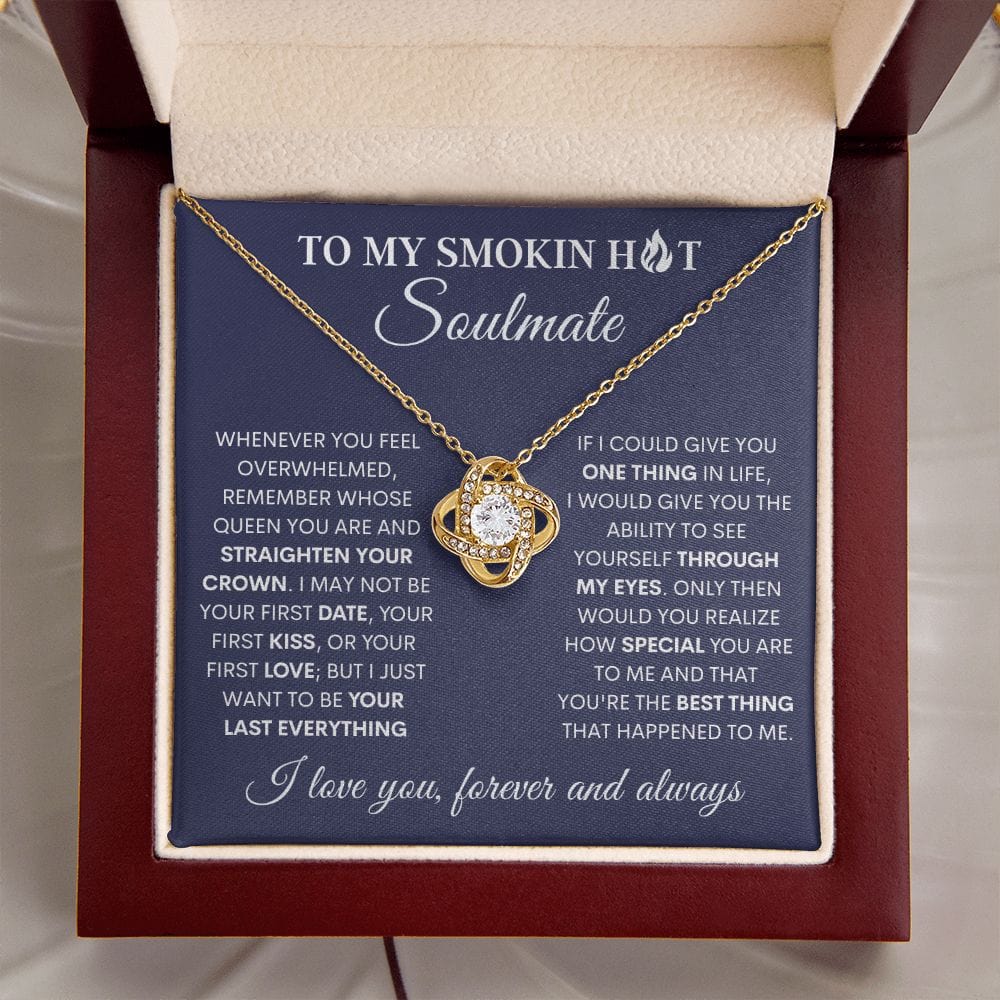 TO MY SMOKIN HOT
Soulmate
WHENEVER YOU FEEL
OVERWHELMED,
REMEMBER WHOSE
QUEEN YOU ARE AND
STRAIGHTEN YOUR
CROWN. I MAY NOT BE
YOUR FIRST DATE, YOUR
FIRST KISS, OR YOUR
FIRST LOVE; BUT I JUST
WANT TO BE YOUR
LAST EVERYTHING
IF I COULD GIVE YOU
ONE THING IN LIFE,
I WOULD GIVE YOU THE
ABILITY TO SEE
YOURSELF THROUGH
MY EYES. ONLY THEN
WOULD YOU REALIZE
HOW SPECIAL YOU ARE
TO ME AND THAT
YOU'RE THE BEST THING
THAT HAPPENED TO ME.
I love you, forever and always